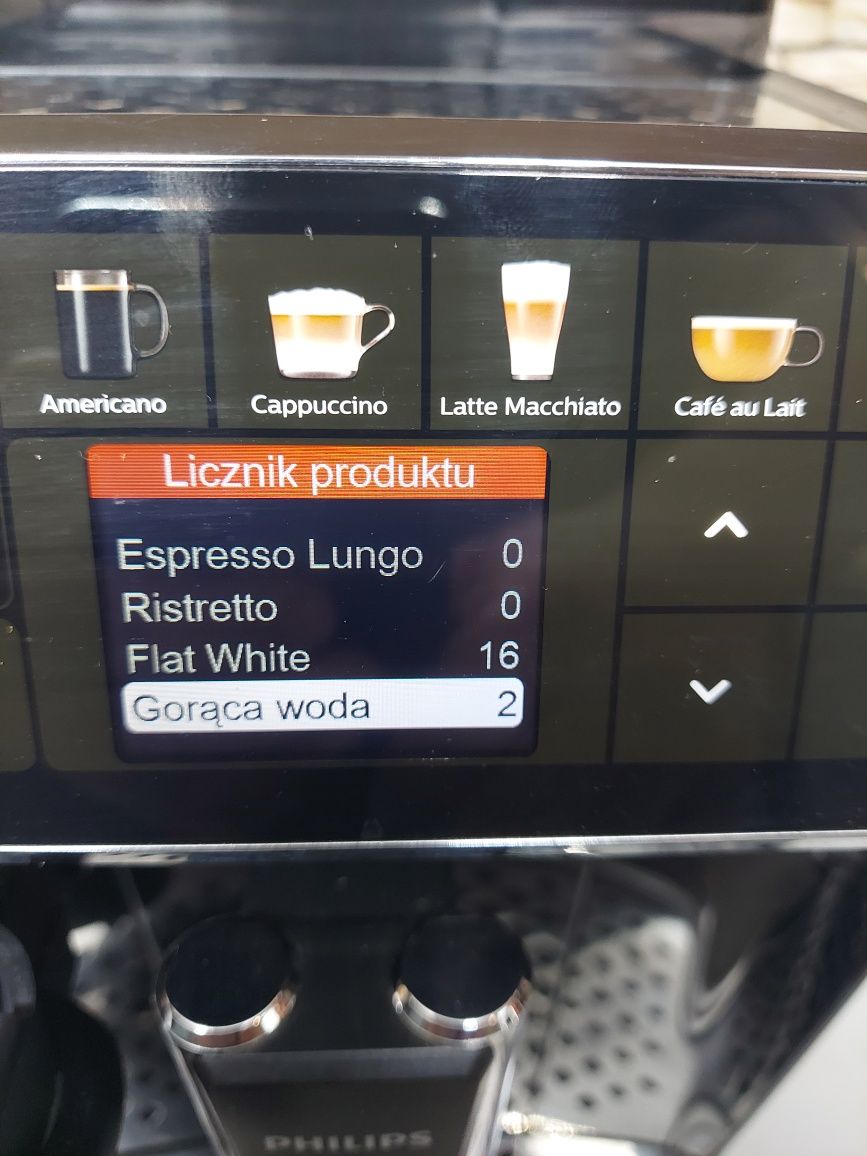 Americano
Cappuccino
Latte Macchiato
Café au Lait
Licznik produktu
Espresso Lungo 0
Ristretto 0
Flat White 16
Gorąca woda 2
PHILIPS